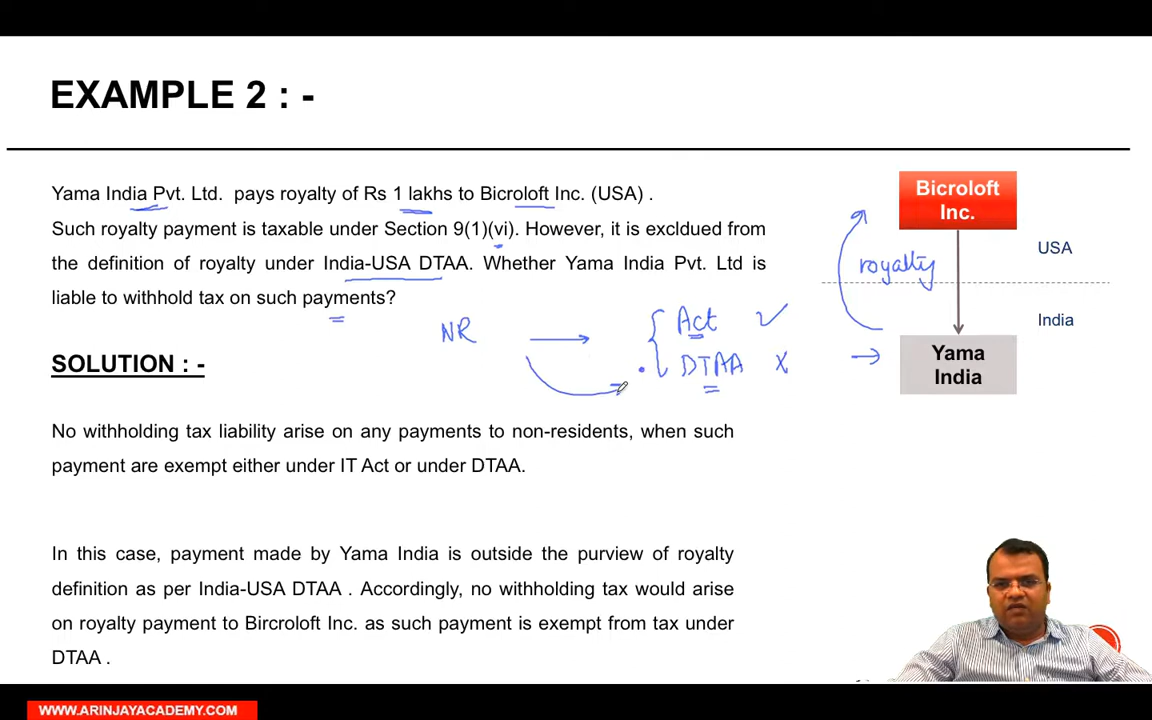 EXAMPLE 2 : -
Yama India Pvt. Ltd. pays royalty of Rs 1 lakhs to Bicroloft Inc. (USA) .
Such royalty payment is taxable under Section 9(1)(vi). However, it is excldued from
the definition of royalty under India-USA DTAA. Whether Yama India Pvt. Ltd is
liable to withhold tax on such payments?
Bicroloft
Inc.
USA
royalty
India
Yama
India
NR
Act
DTAA X
SOLUTION : -
No withholding tax liability arise on any payments to non-residents, when such
payment are exempt either under IT Act or under DTAA.
In this case, payment made by Yama India is outside the purview of royalty
definition as per India-USA DTAA . Accordingly, no withholding tax would arise
on royalty payment to Bircroloft Inc. as such payment is exempt from tax under
DTAA .
WWW.ARINJAYACADEMY.COM